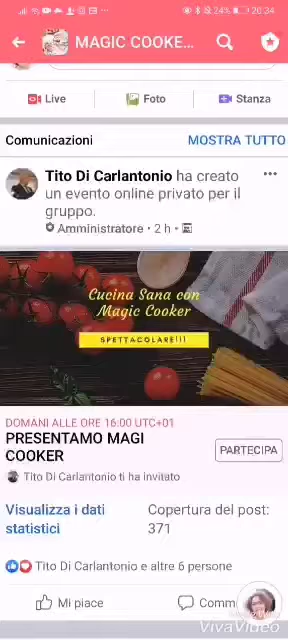 24% 20:34
MAGIC COOKE...
Live
Foto
Stanza
Comunicazioni
MOSTRA TUTTO
Tito Di Carlantonio ha creato
un evento online privato per il
gruppo.
Amministratore • 2 h •
Cucina Sana con
Magic Cooker
SPETTACOLARE!!!
DOMANI ALLE ORE 16:00 UTC+01
PRESENTAMO MAGI
COOKER
PARTECIPA
Tito Di Carlantonio ti ha invitato
Visualizza i dati
statistici
Copertura del post:
371
Tito Di Carlantonio e altre 6 persone
Mi piace
Comm
VivaVideo